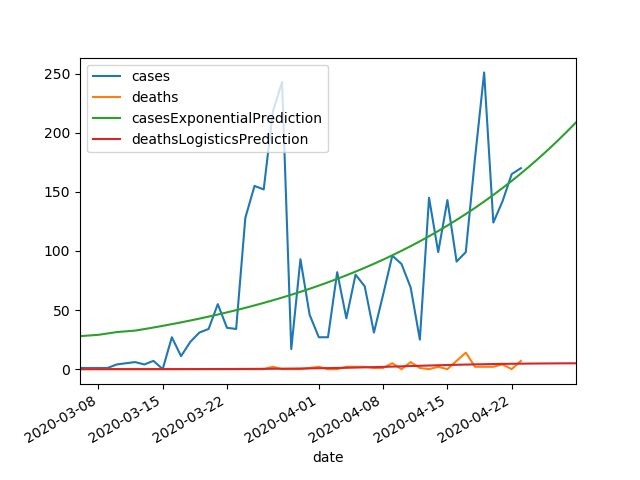 250
200
150
100
50
0
cases
deaths
casesExponentialPrediction
deathsLogisticsPrediction
2020-03-08
2020-03-15
2020-03-22
2020-04-01
2020-04-08
2020-04-15
2020-04-22
date